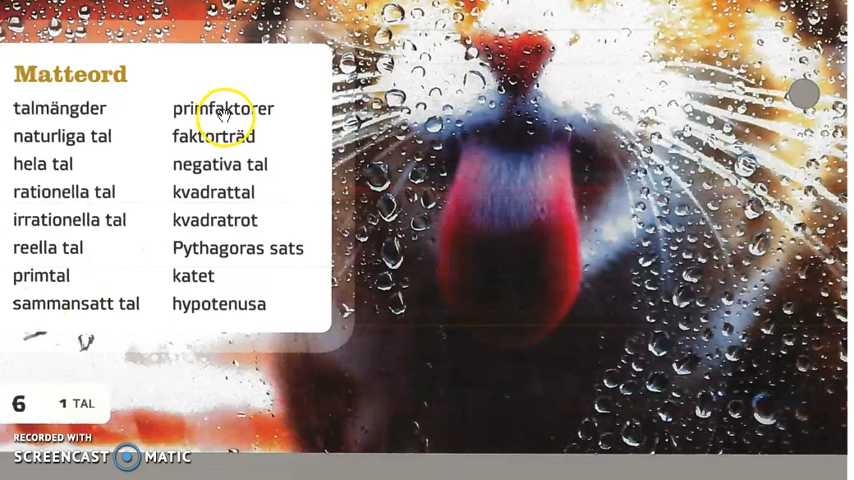 Matteord
talmängder
naturliga tal
hela tal
rationella tal
irrationella tal
reella tal
primtal
sammansatt tal
primfaktorer
faktorträd
negativa tal
kvadrattal
kvadratrot
Pythagoras sats
katet
hypotenusa
6 1 TAL
RECORDED WITH
SCREENCAST MATIC